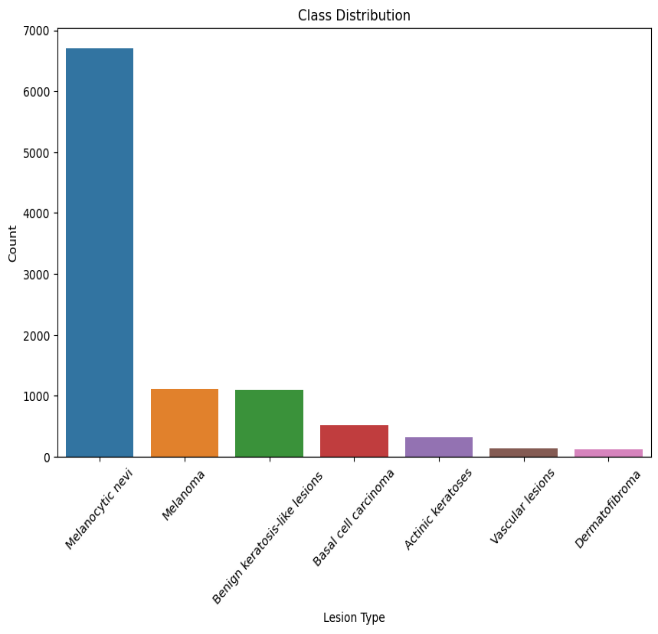 Class Distribution
7000
6000
5000
4000
3000
2000
1000
0
Count
Melanocytic nevi
Melanoma
Benign keratosis-like lesions
Basal cell carcinoma
Actinic keratoses
Vascular lesions
Dermatofibroma
Lesion Type